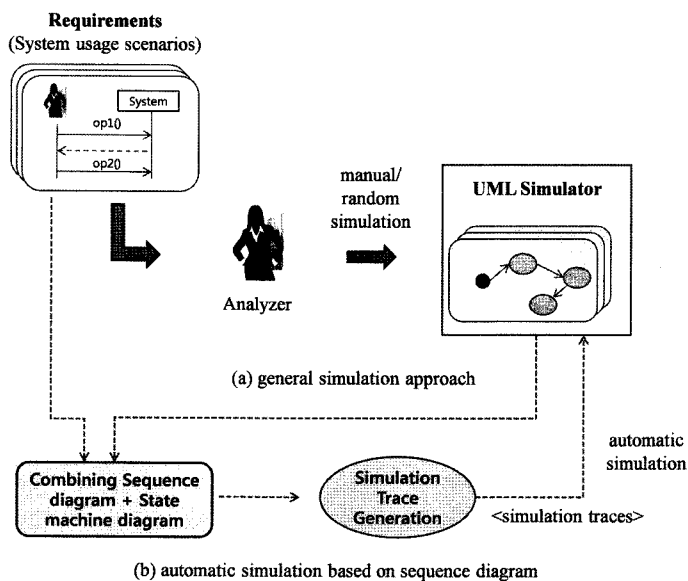 Requirements
(System usage scenarios)
System
op1()
op2()
manual/
random
simulation
UML Simulator
Analyzer
(a) general simulation approach
automatic
simulation
Combining Sequence
diagram + State
machine diagram
Simulation
Trace
Generation
<simulation traces>
(b) automatic simulation based on sequence diagram